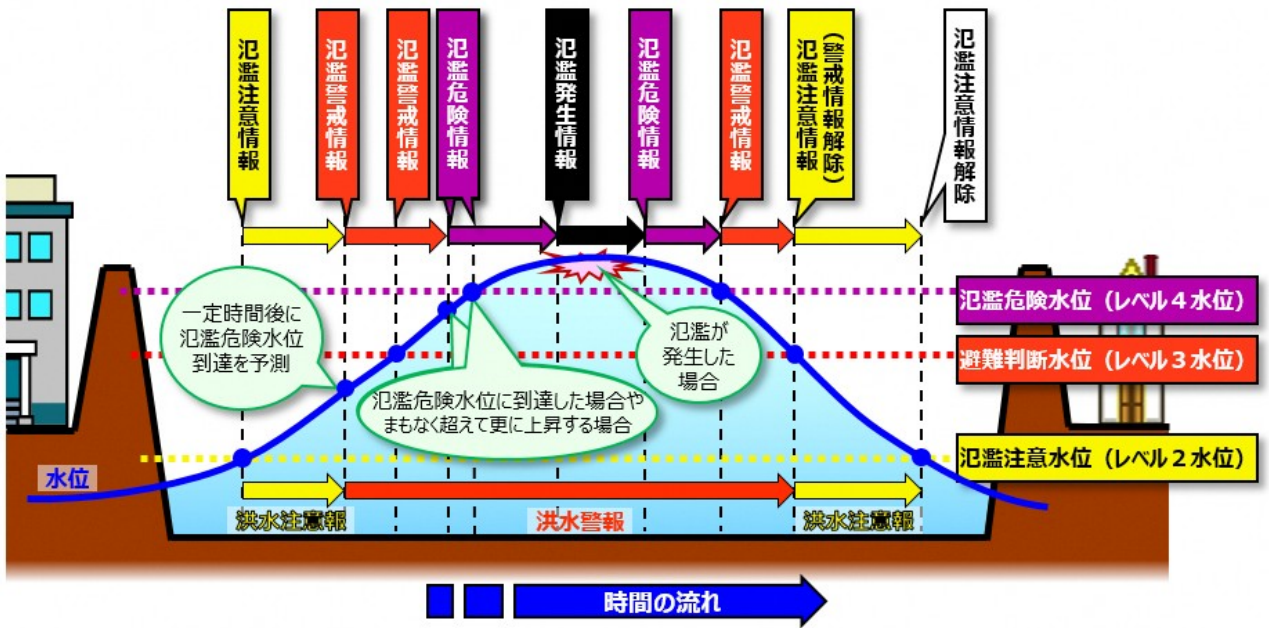 氾濫注意情報
氾濫警戒情報
氾濫警戒情報
氾濫危険情報
氾濫発生情報
氾濫危険情報
氾濫警戒情報
（警戒情報解除）
氾濫注意情報
氾濫注意情報解除
一定時間後に
氾濫危険水位
到達を予測
氾濫危険水位に到達した場合や
まもなく超えて更に上昇する場合
氾濫が
発生した
場合
氾濫危険水位（レベル４水位）
避難判断水位（レベル３水位）
氾濫注意水位（レベル２水位）
水位
洪水注意報
洪水警報
洪水注意報
時間の流れ